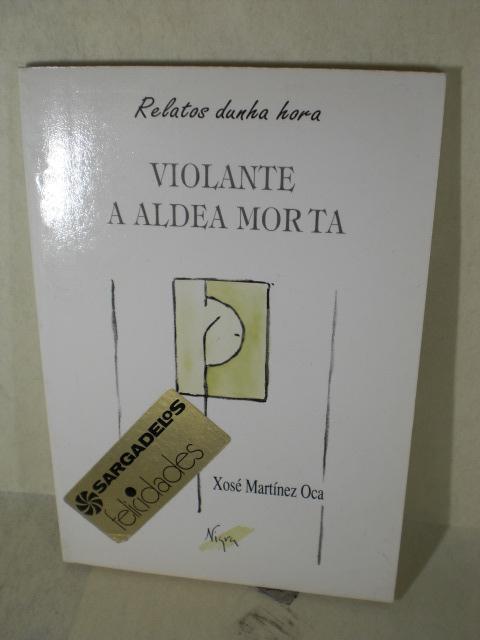 Relatos dunha hora
VIOLANTE
A ALDEA MORTA
SARGADELOS
felicidades
Xosé Martínez Oca
Nigra